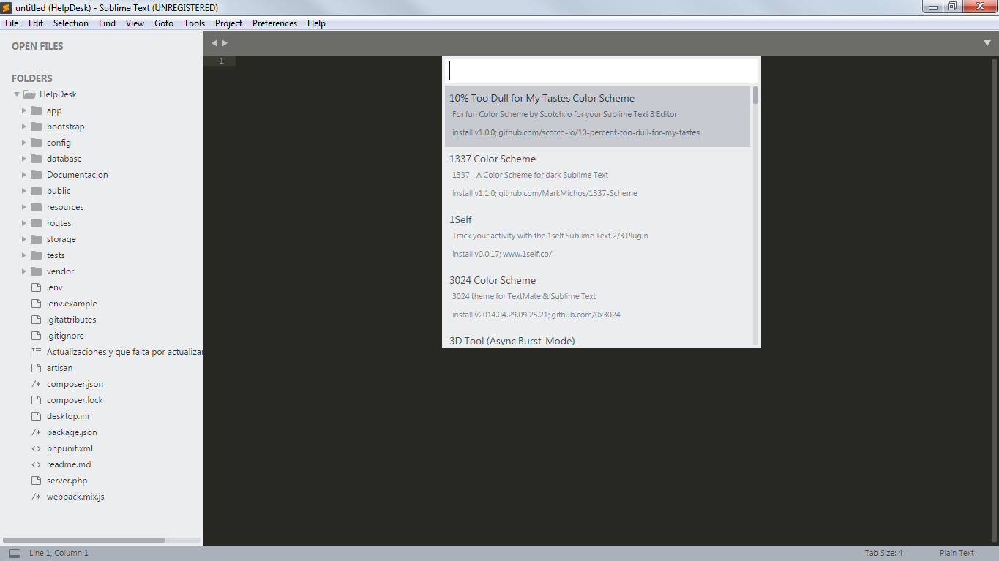 untitled (HelpDesk) - Sublime Text (UNREGISTERED)
File Edit Selection Find View Goto Tools Project Preferences Help
OPEN FILES
FOLDERS
HelpDesk
app
bootstrap
config
database
Documentacion
public
resources
routes
storage
tests
vendor
.env
.env.example
.gitattributes
.gitignore
Actualizaciones y que falta por actualizar
artisan
/* composer.json
composer.lock
desktop.ini
/* package.json
<> phpunit.xml
<> readme.md
server.php
/* webpack.mix.js
1
10% Too Dull for My Tastes Color Scheme
For fun Color Scheme by Scotch.io for your Sublime Text 3 Editor
install v1.0.0; github.com/scotch-io/10-percent-too-dull-for-my-tastes
1337 Color Scheme
1337 - A Color Scheme for dark Sublime Text
install v1.1.0; github.com/MarkMichos/1337-Scheme
1Self
Track your activity with the 1self Sublime Text 2/3 Plugin
install v0.0.17; www.1self.co/
3024 Color Scheme
3024 theme for TextMate & Sublime Text
install v2014.04.29.09.25.21; github.com/0x3024
3D Tool (Async Burst-Mode)
Line 1, Column 1
Tab Size: 4
Plain Text